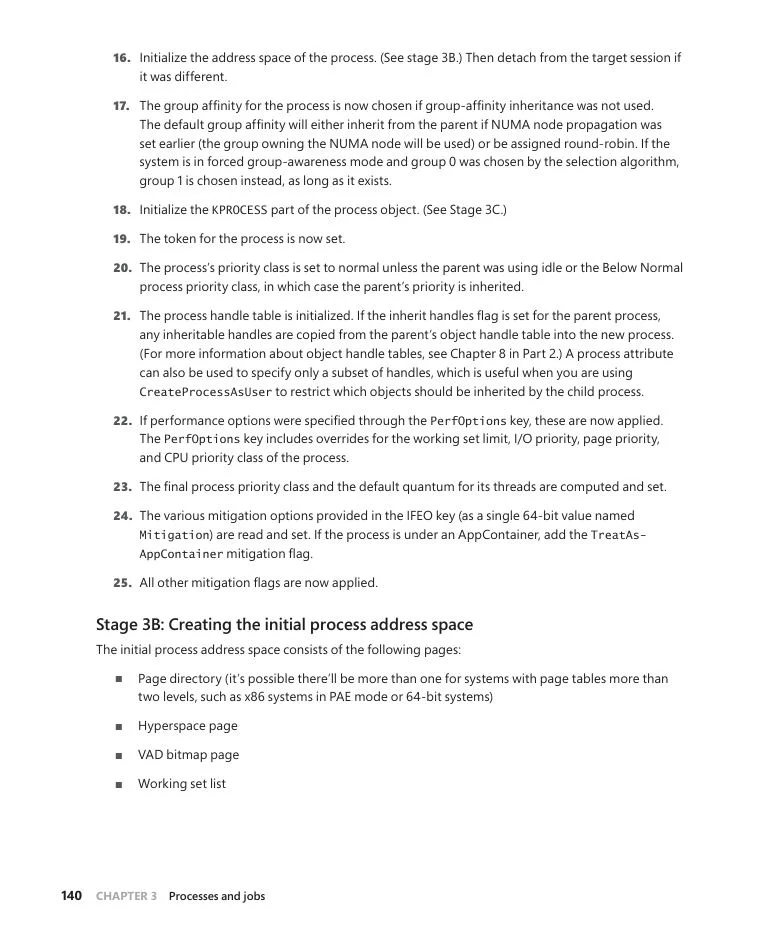 16. Initialize the address space of the process. (See stage 3B.) Then detach from the target session if
it was different.
17. The group affinity for the process is now chosen if group-affinity inheritance was not used.
The default group affinity will either inherit from the parent if NUMA node propagation was
set earlier (the group owning the NUMA node will be used) or be assigned round-robin. If the
system is in forced group-awareness mode and group 0 was chosen by the selection algorithm,
group 1 is chosen instead, as long as it exists.
18. Initialize the KPROCESS part of the process object. (See Stage 3C.)
19. The token for the process is now set.
20. The process's priority class is set to normal unless the parent was using idle or the Below Normal
process priority class, in which case the parent's priority is inherited.
21. The process handle table is initialized. If the inherit handles flag is set for the parent process,
any inheritable handles are copied from the parent's object handle table into the new process.
(For more information about object handle tables, see Chapter 8 in Part 2.) A process attribute
can also be used to specify only a subset of handles, which is useful when you are using
CreateProcessAsUser to restrict which objects should be inherited by the child process.
22. If performance options were specified through the PerfOptions key, these are now applied.
The PerfOptions key includes overrides for the working set limit, I/O priority, page priority,
and CPU priority class of the process.
23. The final process priority class and the default quantum for its threads are computed and set.
24. The various mitigation options provided in the IFEO key (as a single 64-bit value named
Mitigation) are read and set. If the process is under an AppContainer, add the TreatAs-
AppContainer mitigation flag.
25. All other mitigation flags are now applied.
Stage 3B: Creating the initial process address space
The initial process address space consists of the following pages:
■ Page directory (it's possible there'll be more than one for systems with page tables more than
two levels, such as x86 systems in PAE mode or 64-bit systems)
■ Hyperspace page
■ VAD bitmap page
■ Working set list
140 CHAPTER 3 Processes and jobs